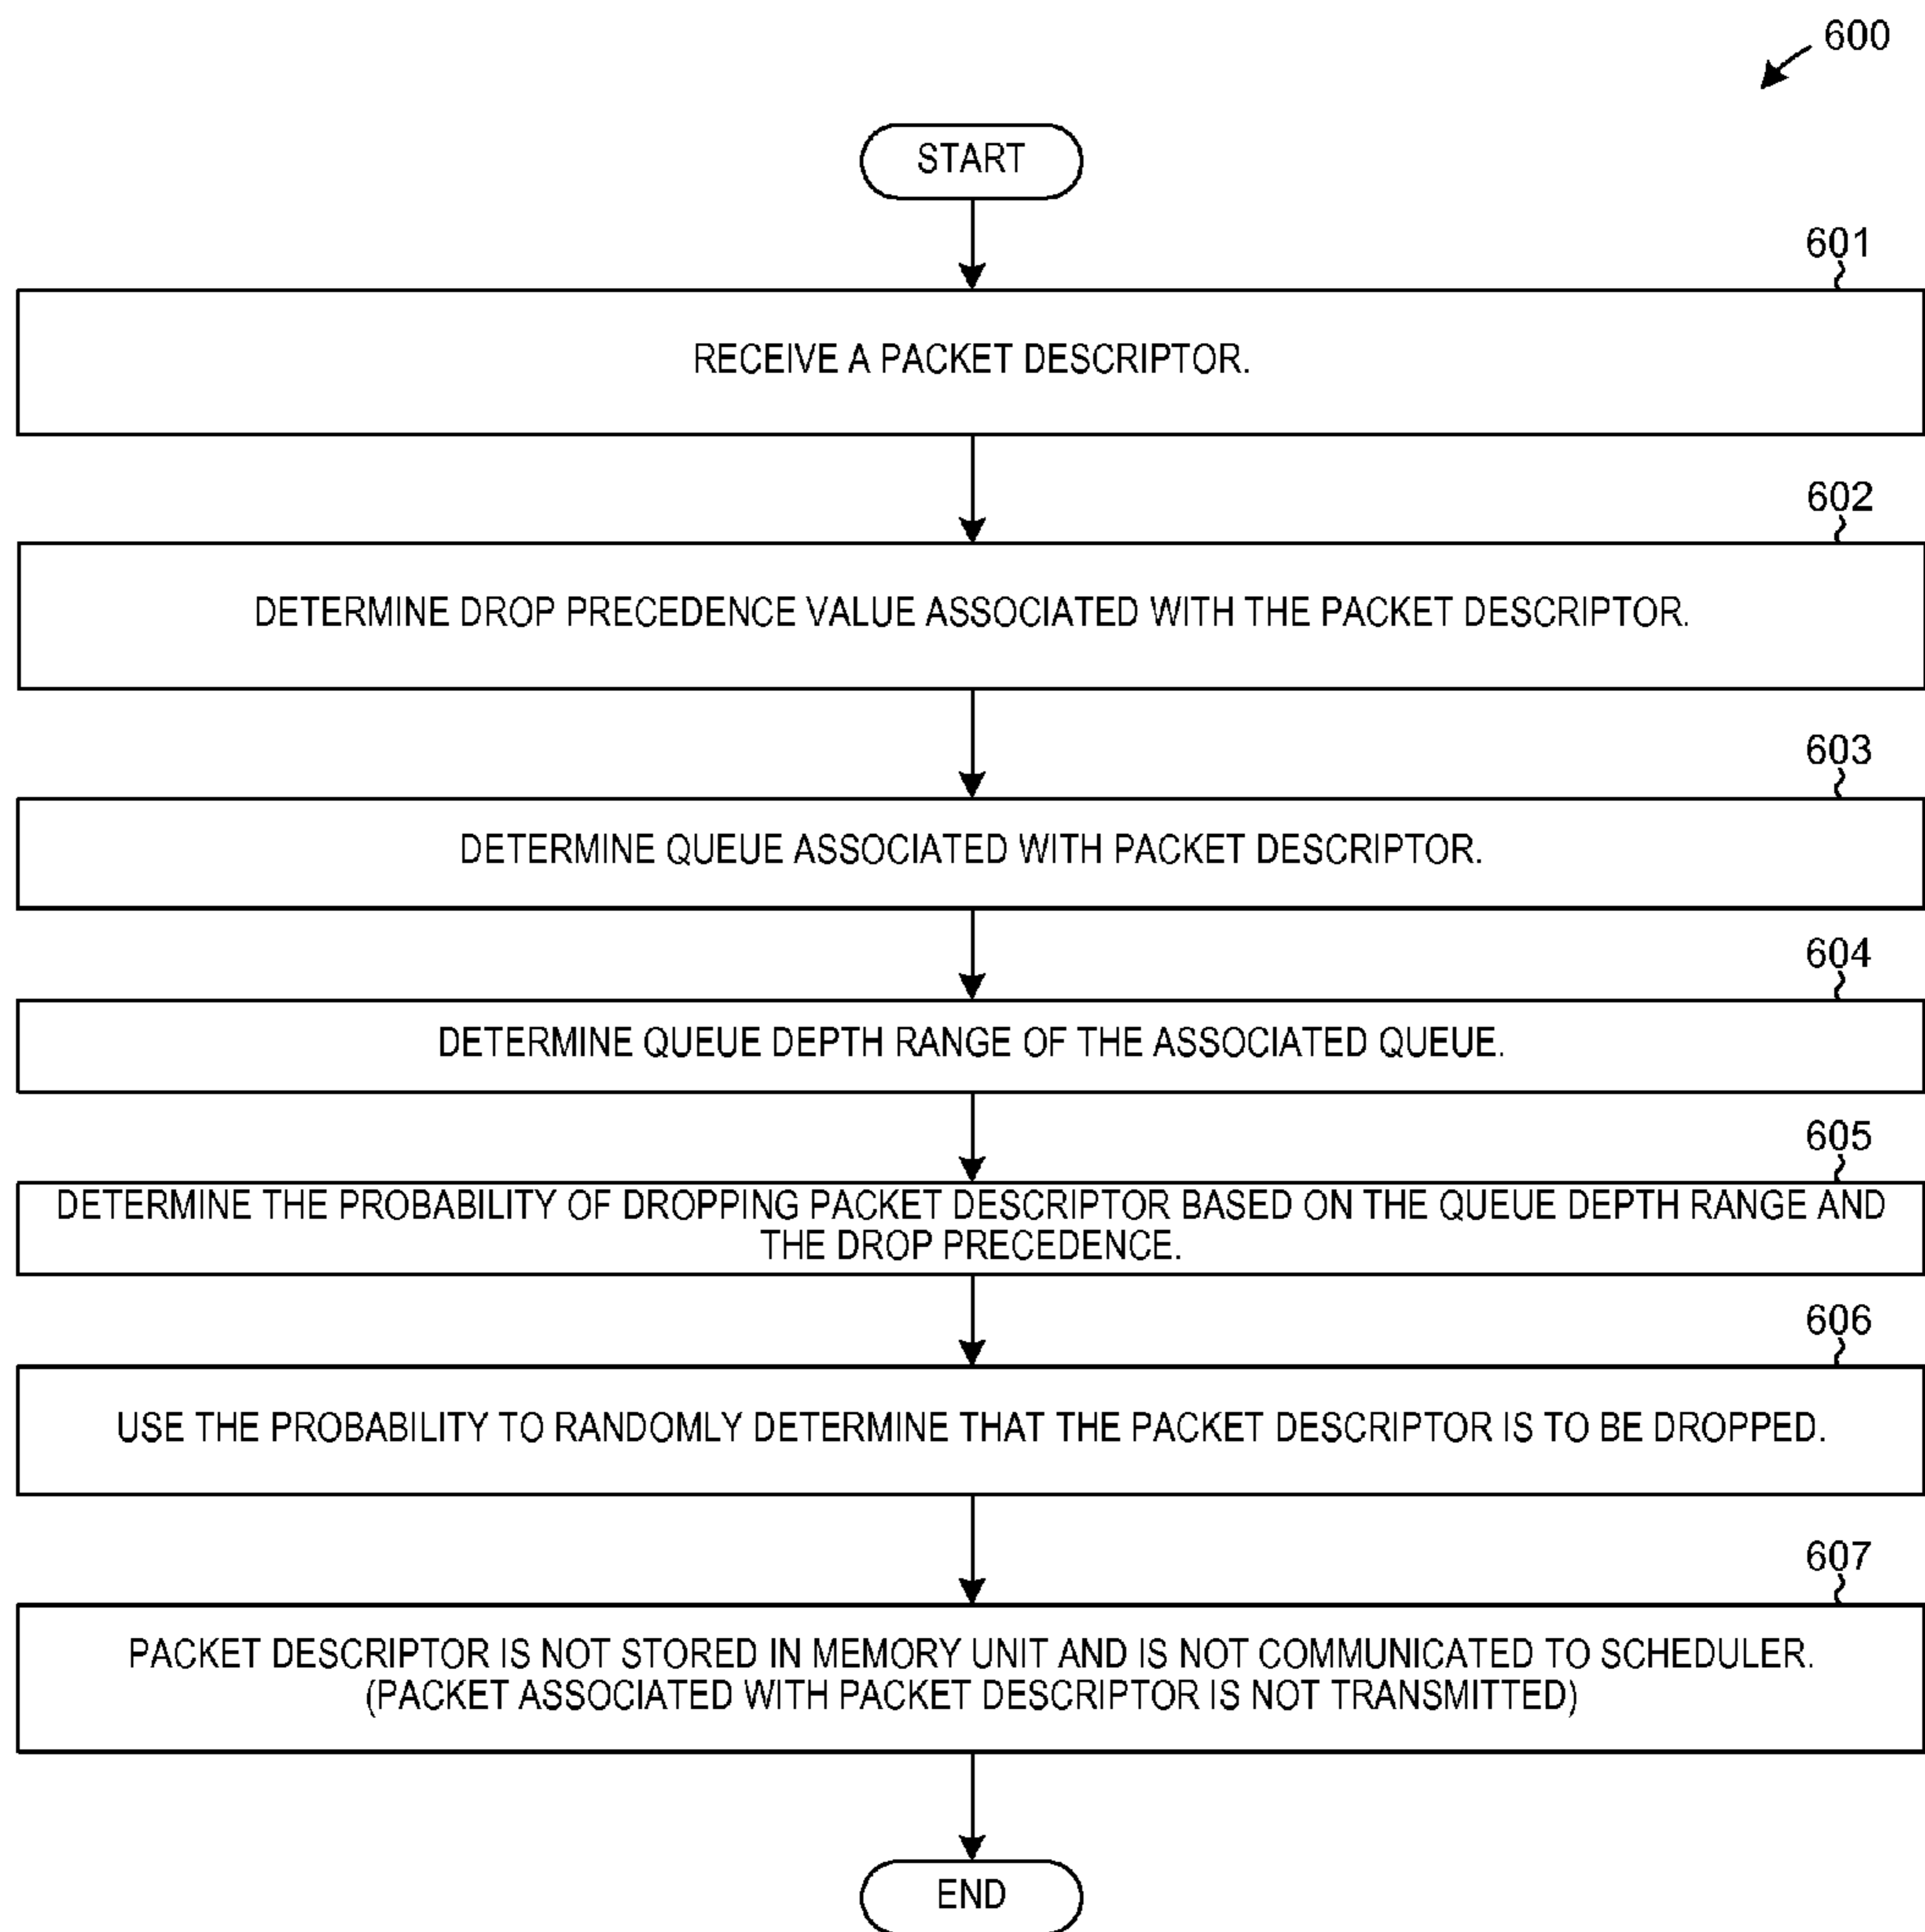 600
START
601
RECEIVE A PACKET DESCRIPTOR.
602
DETERMINE DROP PRECEDENCE VALUE ASSOCIATED WITH THE PACKET DESCRIPTOR.
603
DETERMINE QUEUE ASSOCIATED WITH PACKET DESCRIPTOR.
604
DETERMINE QUEUE DEPTH RANGE OF THE ASSOCIATED QUEUE.
605
DETERMINE THE PROBABILITY OF DROPPING PACKET DESCRIPTOR BASED ON THE QUEUE DEPTH RANGE AND
THE DROP PRECEDENCE.
606
USE THE PROBABILITY TO RANDOMLY DETERMINE THAT THE PACKET DESCRIPTOR IS TO BE DROPPED.
607
PACKET DESCRIPTOR IS NOT STORED IN MEMORY UNIT AND IS NOT COMMUNICATED TO SCHEDULER.
(PACKET ASSOCIATED WITH PACKET DESCRIPTOR IS NOT TRANSMITTED)
END